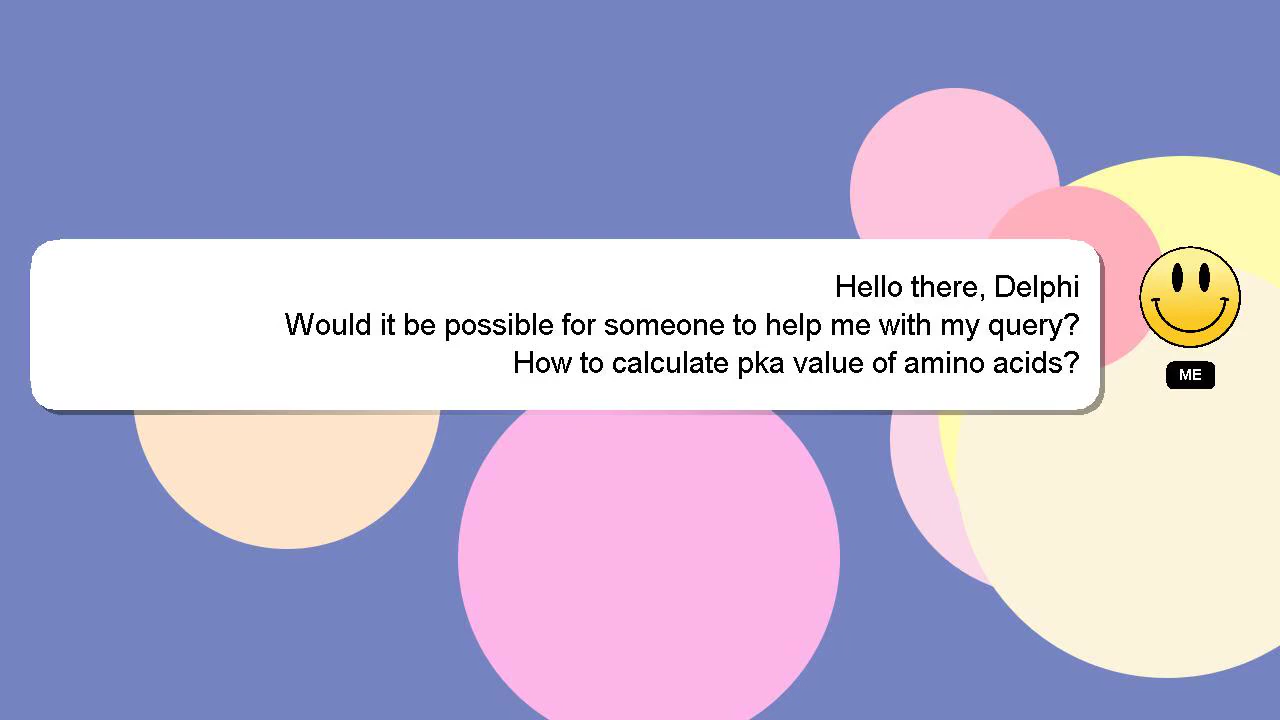 Hello there, Delphi
Would it be possible for someone to help me with my query?
How to calculate pka value of amino acids?
ME